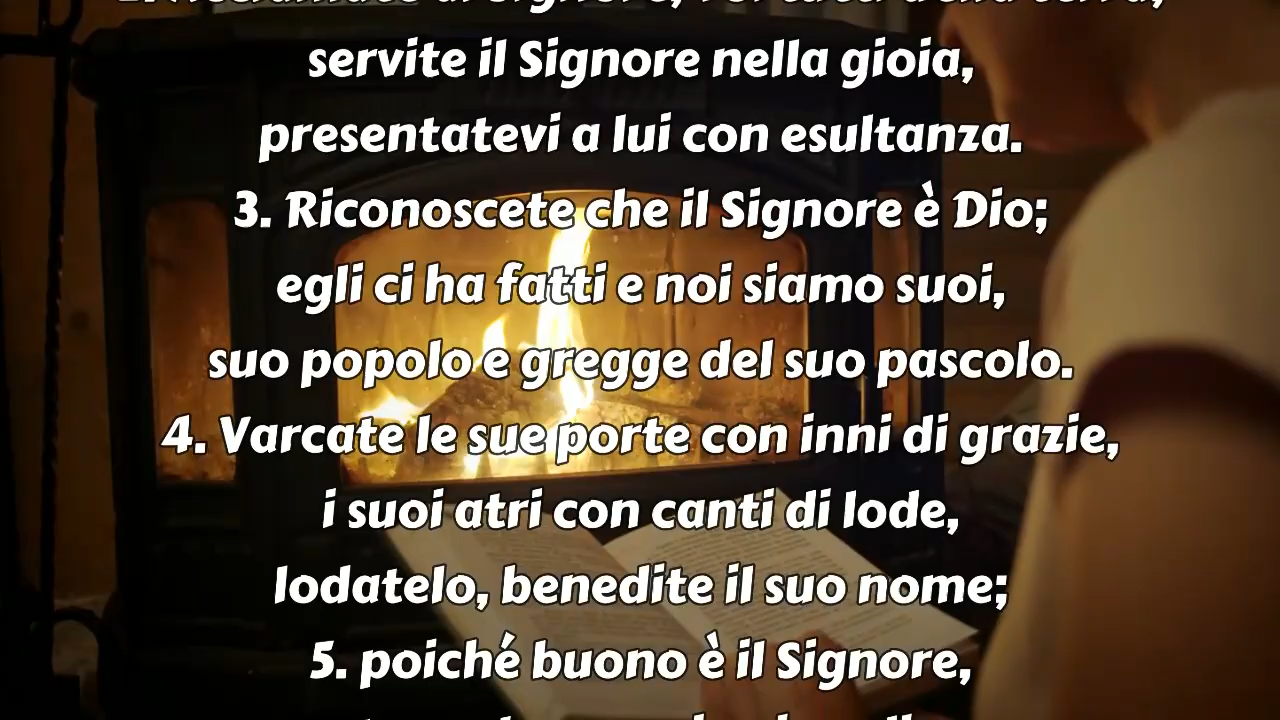 servite il Signore nella gioia,
presentatevi a lui con esultanza.
3. Riconoscete che il Signore è Dio;
egli ci ha fatti e noi siamo suoi,
suo popolo e gregge del suo pascolo.
4. Varcate le sue porte con inni di grazie,
i suoi atri con canti di lode,
lodatelo, benedite il suo nome;
5. poiché buono è il Signore,